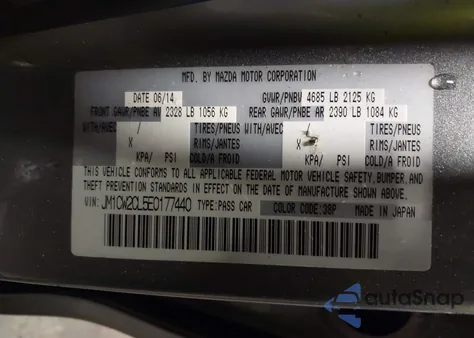 MFD. BY MAZDA MOTOR CORPORATION
DATE 06/14 GVWR/PNBV 4685 LB 2125 KG
FRONT GAWR/PNBE AV 2328 LB 1056 KG REAR GAWR/PNBE AR 2390 LB 1084 KG
WITH/AVEC / TIRES/PNEUS WITH/AVEC / TIRES/PNEUS
X RIMS/JANTES X RIMS/JANTES
KPA/ PSI COLD/A FROID KPA/ PSI COLD/A FROID
THIS VEHICLE CONFORMS TO ALL APPLICABLE FEDERAL MOTOR VEHICLE SAFETY, BUMPER, AND
THEFT PREVENTION STANDARDS IN EFFECT ON THE DATE OF MANUFACTURE SHOWN ABOVE.
VIN: JM1CW2CL5E0177440 TYPE:PASS CAR COLOR CODE:38P MADE IN JAPAN
autoSnap